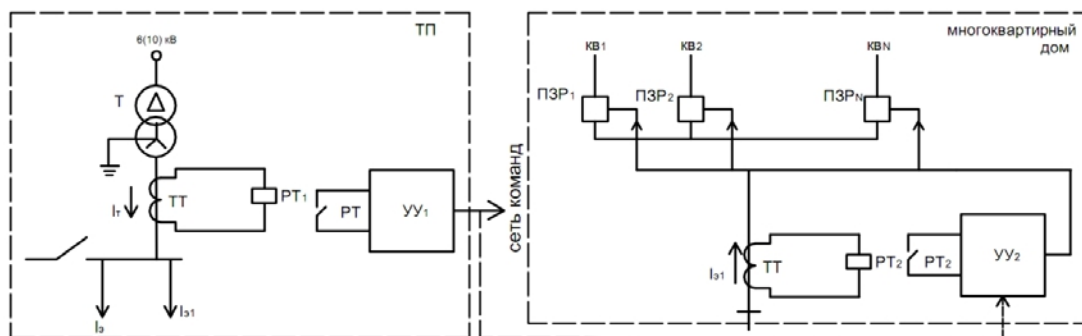 ТП
6(10) кВ
Т
ТТ
Iт
РТ1
РТ
УУ1
Iэ
Iэ1
сеть команд
многоквартирный
дом
КВ1
КВ2
КВN
ПЗР1
ПЗР2
ПЗРN
Iэ1
ТТ
РТ2
РТ2
УУ2